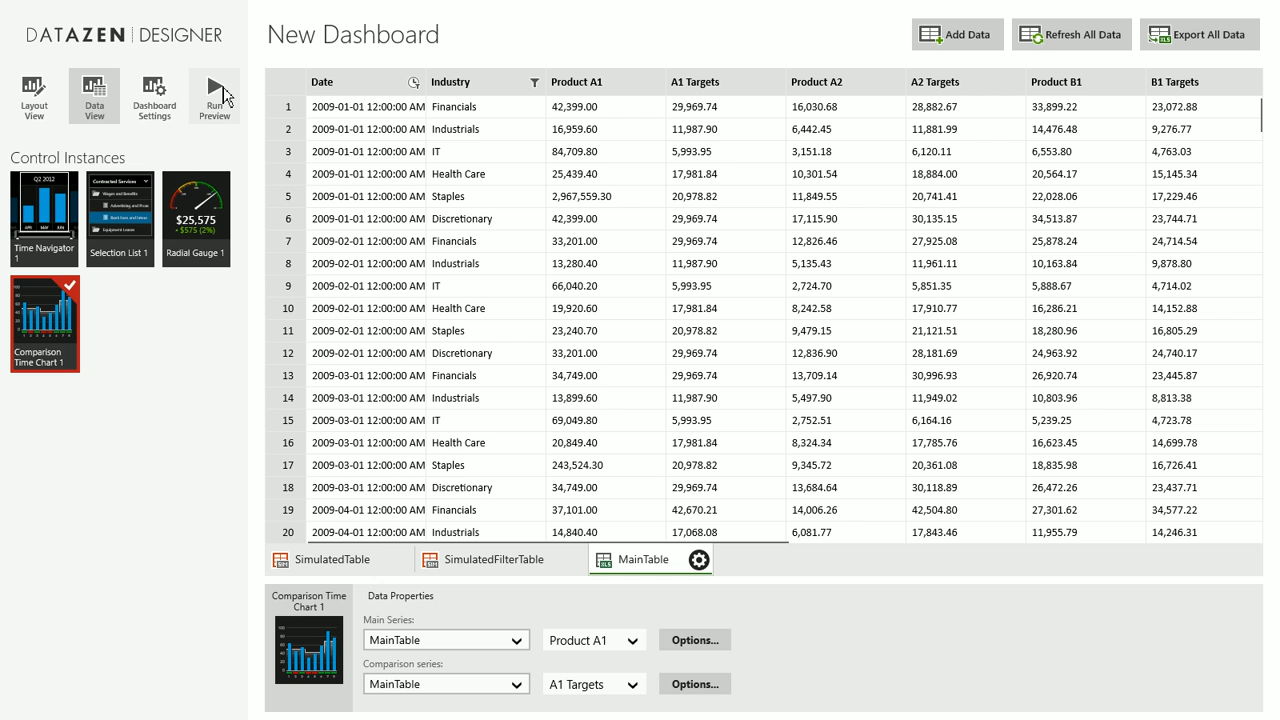 DATAZEN DESIGNER
New Dashboard
Add Data
Refresh All Data
Export All Data
Layout View
Data View
Dashboard Settings
Run Preview
Control Instances
Q2 2012
APR MAY JUN
Time Navigator 1
Contracted Services
Wages and Benefits
Equipment Leases
Selection List 1
$25,575
+ $575 (2%)
Radial Gauge 1
Comparison Time Chart 1
Date Industry Product A1 A1 Targets Product A2 A2 Targets Product B1 B1 Targets
1 2009-01-01 12:00:00 AM Financials 42,399.00 29,969.74 16,030.68 28,882.67 33,899.22 23,072.88
2 2009-01-01 12:00:00 AM Industrials 16,959.60 11,987.90 6,442.45 11,881.99 14,476.48 9,276.77
3 2009-01-01 12:00:00 AM IT 84,709.80 5,993.95 3,151.18 6,120.11 6,553.80 4,763.03
4 2009-01-01 12:00:00 AM Health Care 25,439.40 17,981.84 10,301.54 18,884.00 20,564.17 15,145.34
5 2009-01-01 12:00:00 AM Staples 2,967,559.30 20,978.82 11,849.55 20,741.41 22,028.06 17,229.46
6 2009-01-01 12:00:00 AM Discretionary 42,399.00 29,969.74 17,115.90 30,135.15 34,513.87 23,744.71
7 2009-02-01 12:00:00 AM Financials 33,201.00 29,969.74 12,826.46 27,925.08 25,878.24 24,714.54
8 2009-02-01 12:00:00 AM Industrials 13,280.40 11,987.90 5,135.43 11,961.11 10,163.84 9,878.80
9 2009-02-01 12:00:00 AM IT 66,040.20 5,993.95 2,724.70 5,851.35 5,888.67 4,714.02
10 2009-02-01 12:00:00 AM Health Care 19,920.60 17,981.84 8,242.58 17,910.77 16,286.21 14,152.88
11 2009-02-01 12:00:00 AM Staples 23,240.70 20,978.82 9,479.15 21,121.51 18,280.96 16,805.29
12 2009-02-01 12:00:00 AM Discretionary 33,201.00 29,969.74 12,836.90 28,181.69 24,963.92 24,740.17
13 2009-03-01 12:00:00 AM Financials 34,749.00 29,969.74 13,709.14 30,996.93 26,920.74 23,445.87
14 2009-03-01 12:00:00 AM Industrials 13,899.60 11,987.90 5,497.90 11,949.02 10,803.96 8,813.38
15 2009-03-01 12:00:00 AM IT 69,049.80 5,993.95 2,752.51 6,164.16 5,239.25 4,723.78
16 2009-03-01 12:00:00 AM Health Care 20,849.40 17,981.84 8,324.34 17,785.76 16,623.45 14,699.78
17 2009-03-01 12:00:00 AM Staples 243,524.30 20,978.82 9,345.72 20,361.08 18,835.98 16,726.41
18 2009-03-01 12:00:00 AM Discretionary 34,749.00 29,969.74 13,684.64 30,118.89 26,472.26 23,437.71
19 2009-04-01 12:00:00 AM Financials 37,101.00 42,670.21 14,006.26 42,504.80 27,301.62 34,577.22
20 2009-04-01 12:00:00 AM Industrials 14,840.40 17,068.08 6,081.77 17,843.46 11,955.79 14,246.31
SimulatedTable
SimulatedFilterTable
MainTable
Comparison Time Chart 1
Data Properties
Main Series:
MainTable Product A1 Options...
Comparison series:
MainTable A1 Targets Options...